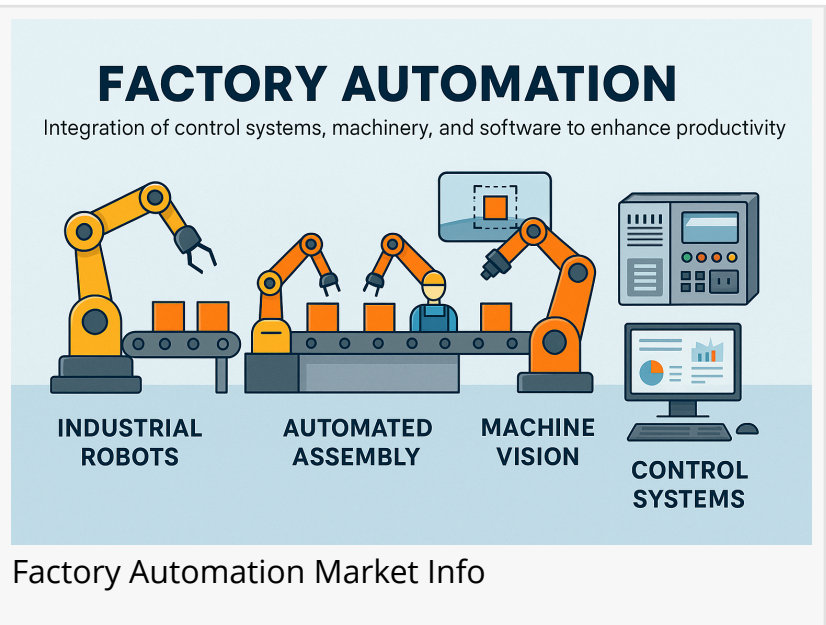 FACTORY AUTOMATION
Integration of control systems, machinery, and software to enhance productivity
INDUSTRIAL
ROBOTS
AUTOMATED
ASSEMBLY
MACHINE
VISION
CONTROL
SYSTEMS
Factory Automation Market Info